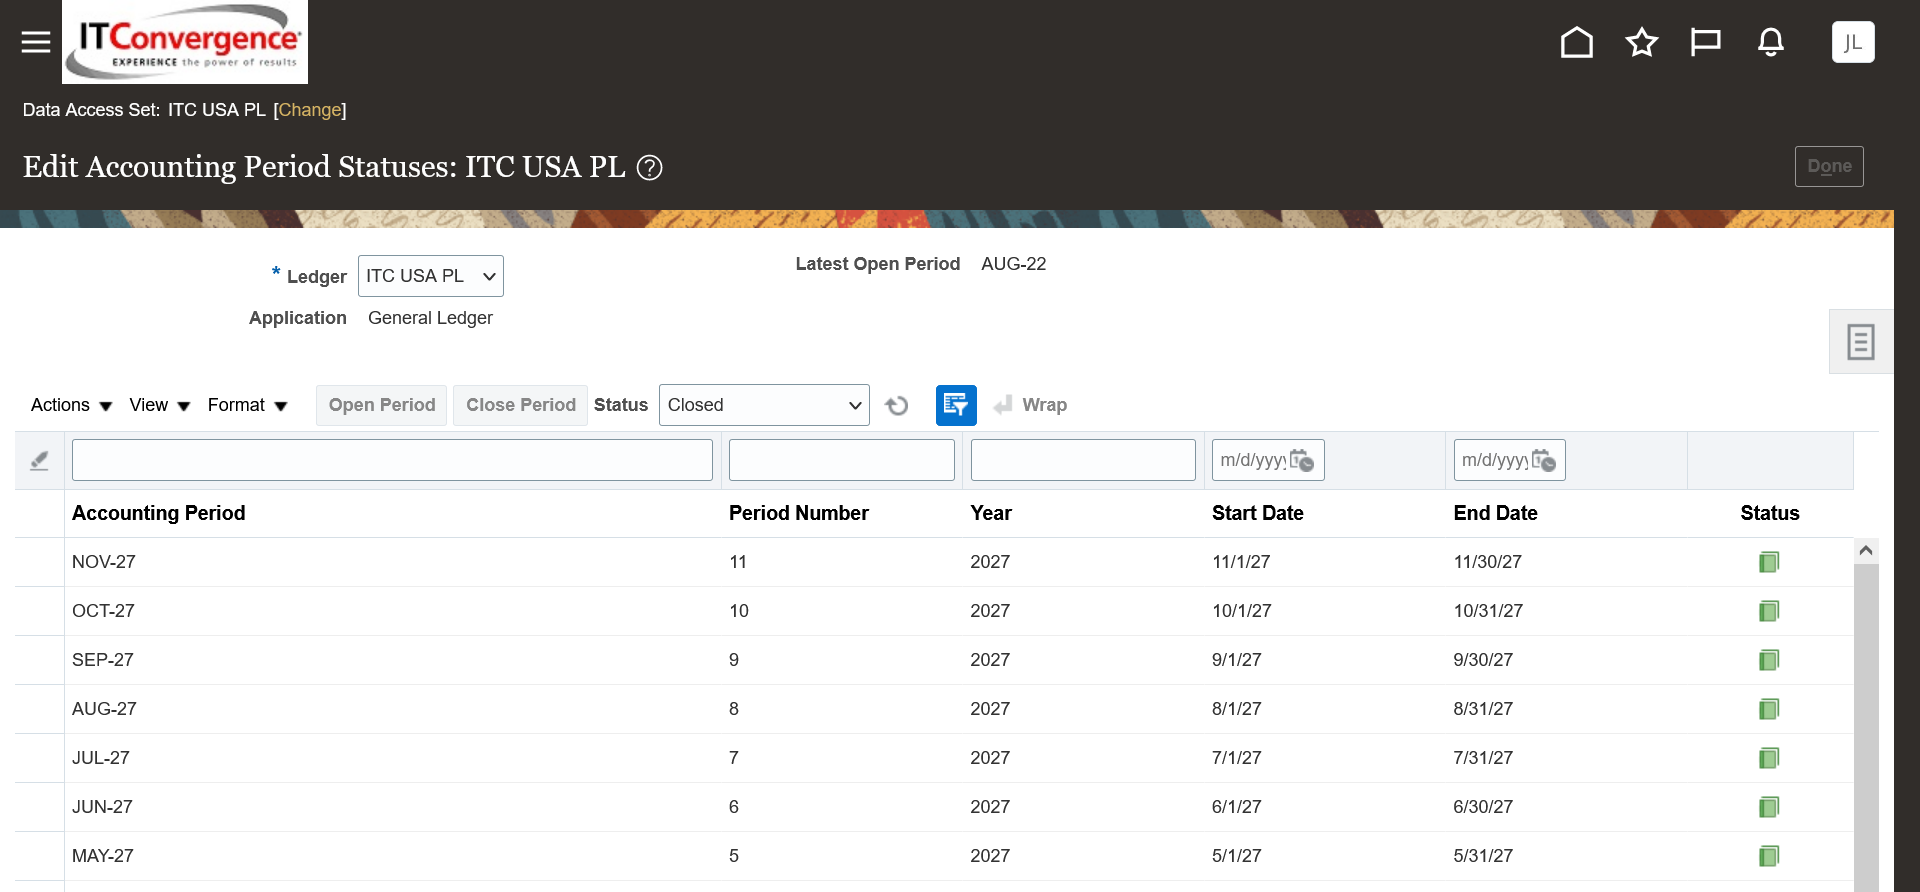 ITConvergence
EXPERIENCE the power of results
JL
Data Access Set: ITC USA PL [Change]
Edit Accounting Period Statuses: ITC USA PL ?
Done
* Ledger ITC USA PL
Latest Open Period AUG-22
Application General Ledger
Actions View Format Open Period Close Period Status Closed Wrap
m/d/yyyy m/d/yyyy
Accounting Period Period Number Year Start Date End Date Status
NOV-27 11 2027 11/1/27 11/30/27
OCT-27 10 2027 10/1/27 10/31/27
SEP-27 9 2027 9/1/27 9/30/27
AUG-27 8 2027 8/1/27 8/31/27
JUL-27 7 2027 7/1/27 7/31/27
JUN-27 6 2027 6/1/27 6/30/27
MAY-27 5 2027 5/1/27 5/31/27